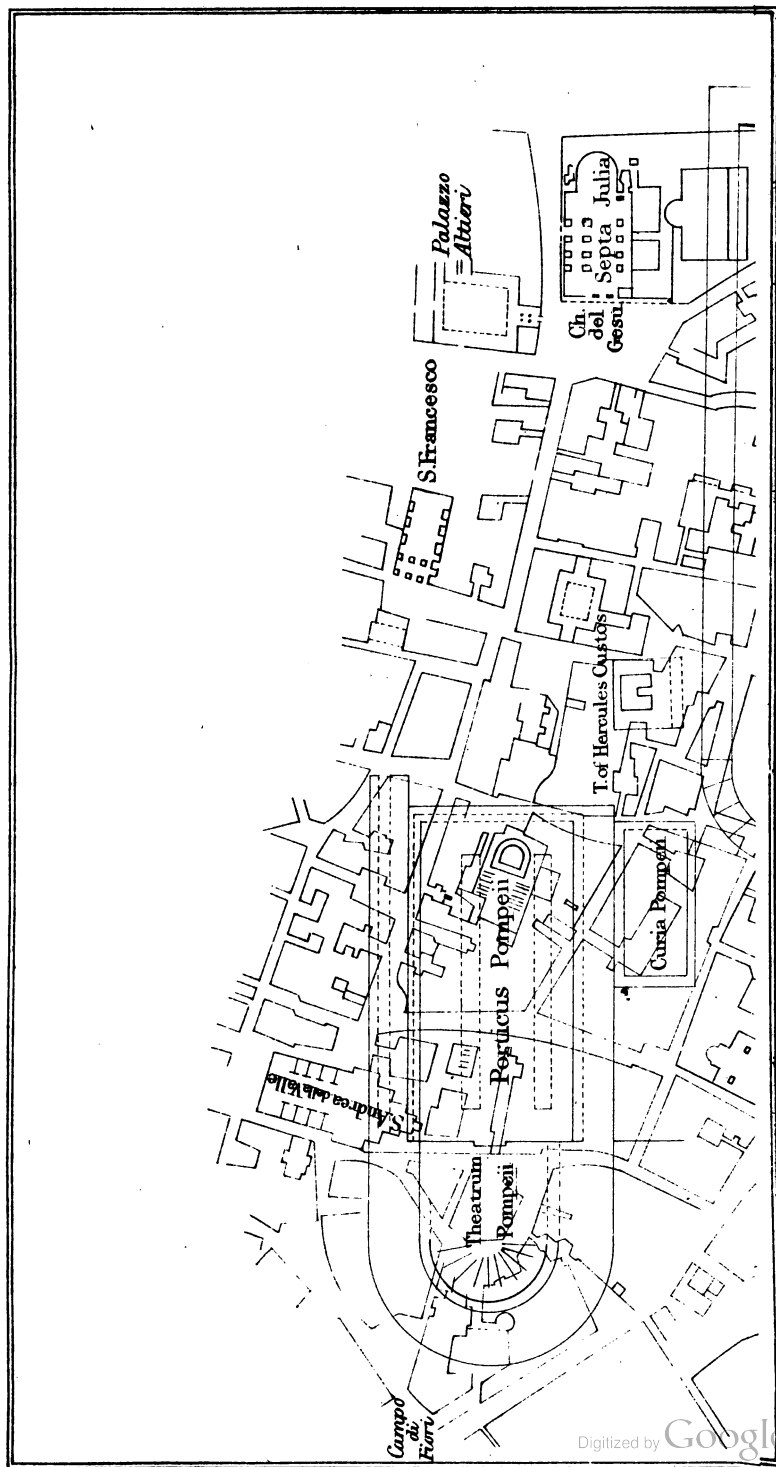 Palazzo
Altieri
Septa Julia
Ch.
del
Gesu
S. Francesco
T. of Hercules Custos
Porticus Pompeii
Curia Pompeii
S. Andrea della Valle
Theatrum
Pompeii
Campo
di
Fiori
Digitized by Google